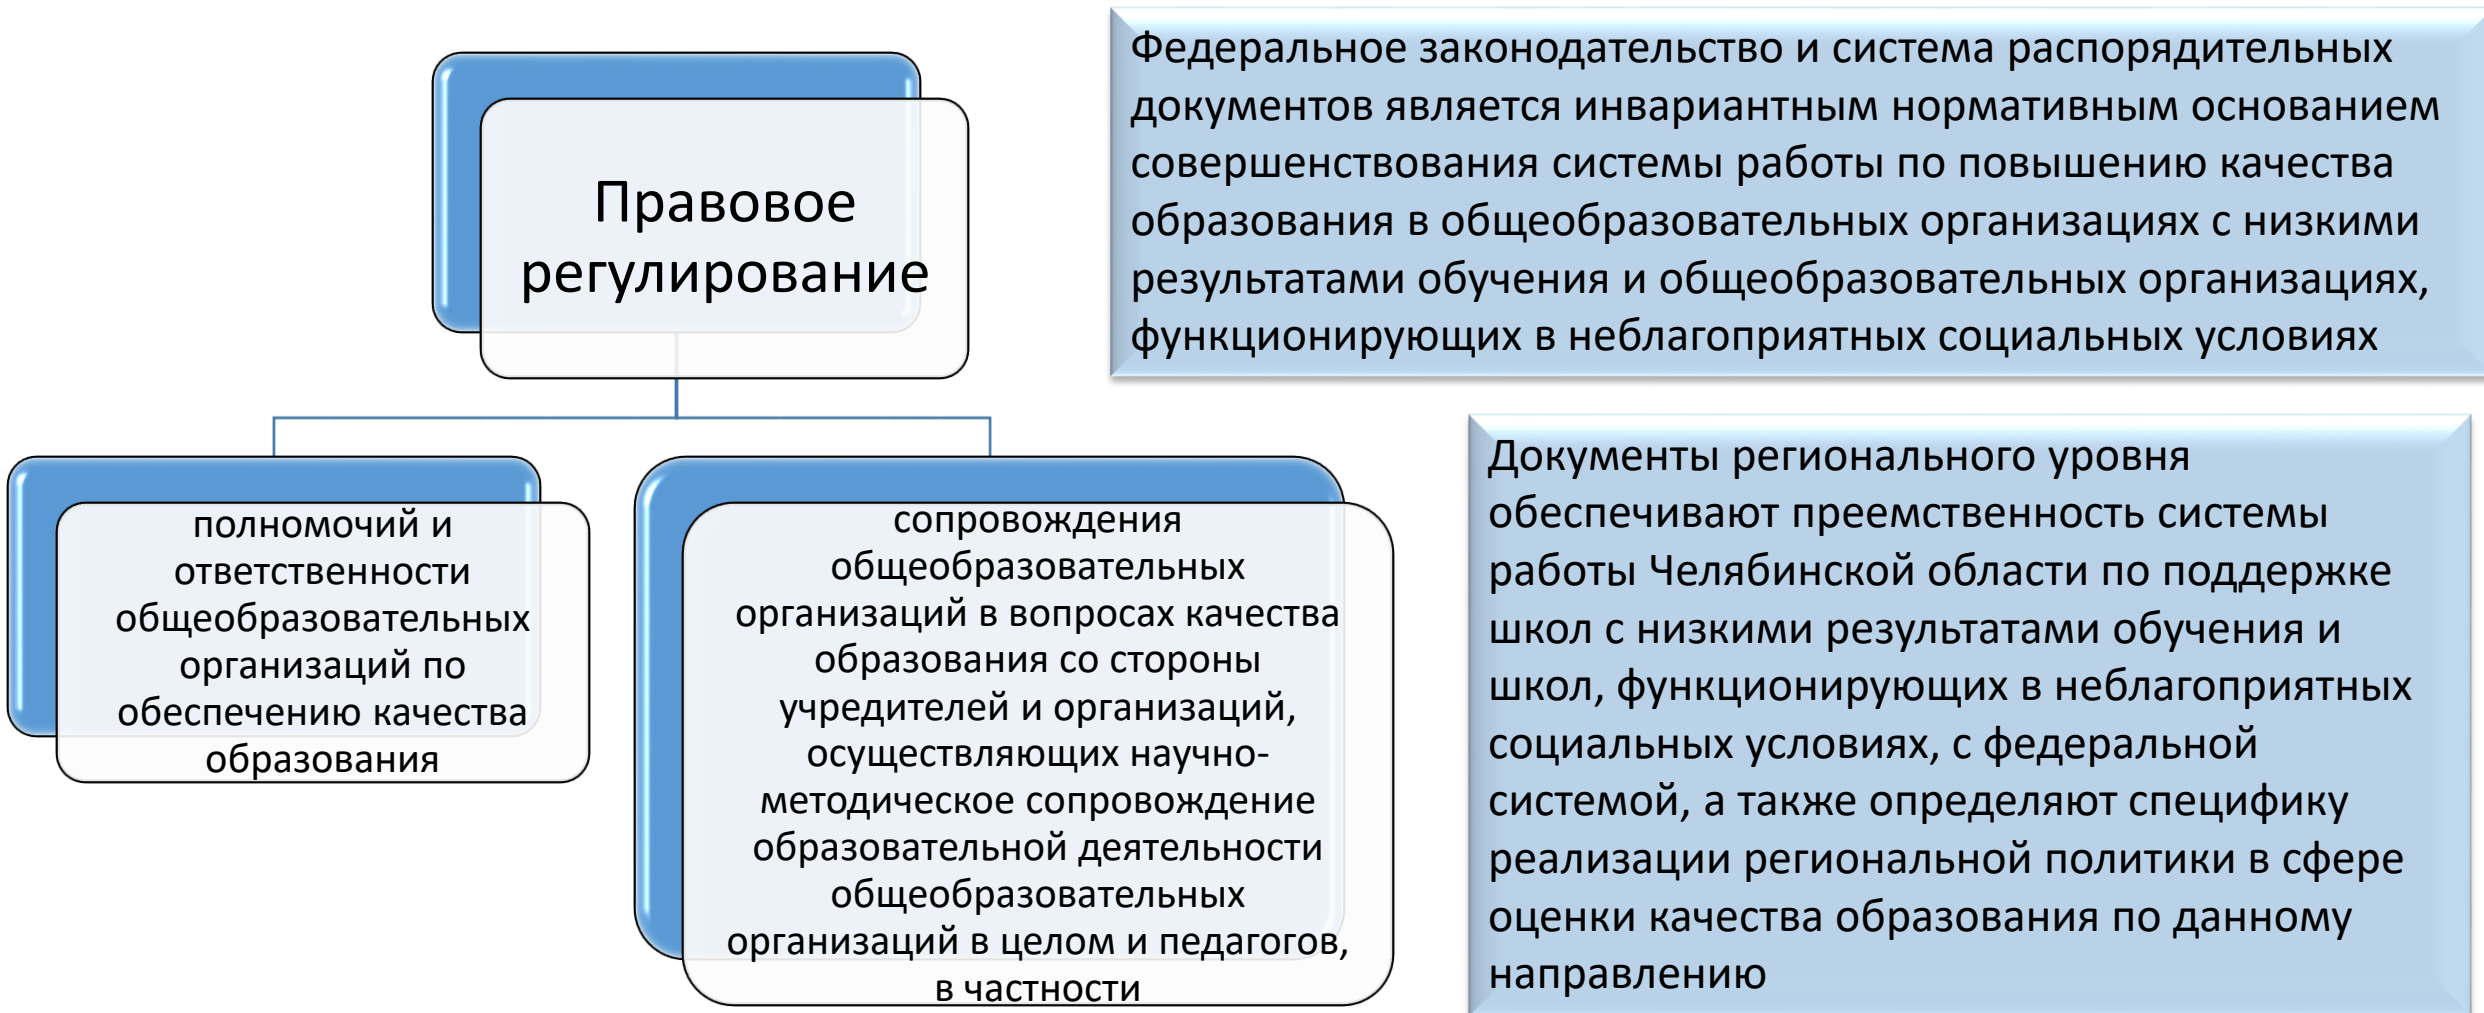 Правовое
регулирование
Федеральное законодательство и система распорядительных
документов является инвариантным нормативным основанием
совершенствования системы работы по повышению качества
образования в общеобразовательных организациях с низкими
результатами обучения и общеобразовательных организациях,
функционирующих в неблагоприятных социальных условиях
полномочий и
ответственности
общеобразовательных
организаций по
обеспечению качества
образования
сопровождения
общеобразовательных
организаций в вопросах качества
образования со стороны
учредителей и организаций,
осуществляющих научно-
методическое сопровождение
образовательной деятельности
общеобразовательных
организаций в целом и педагогов,
в частности
Документы регионального уровня
обеспечивают преемственность системы
работы Челябинской области по поддержке
школ с низкими результатами обучения и
школ, функционирующих в неблагоприятных
социальных условиях, с федеральной
системой, а также определяют специфику
реализации региональной политики в сфере
оценки качества образования по данному
направлению